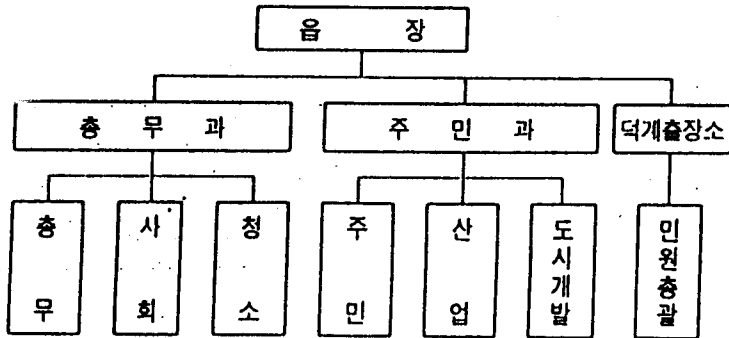 읍 장
총 무 과
주 민 과
덕계출장소
총 무
사 회
청 소
주 민
산 업
도시개발
민원총괄